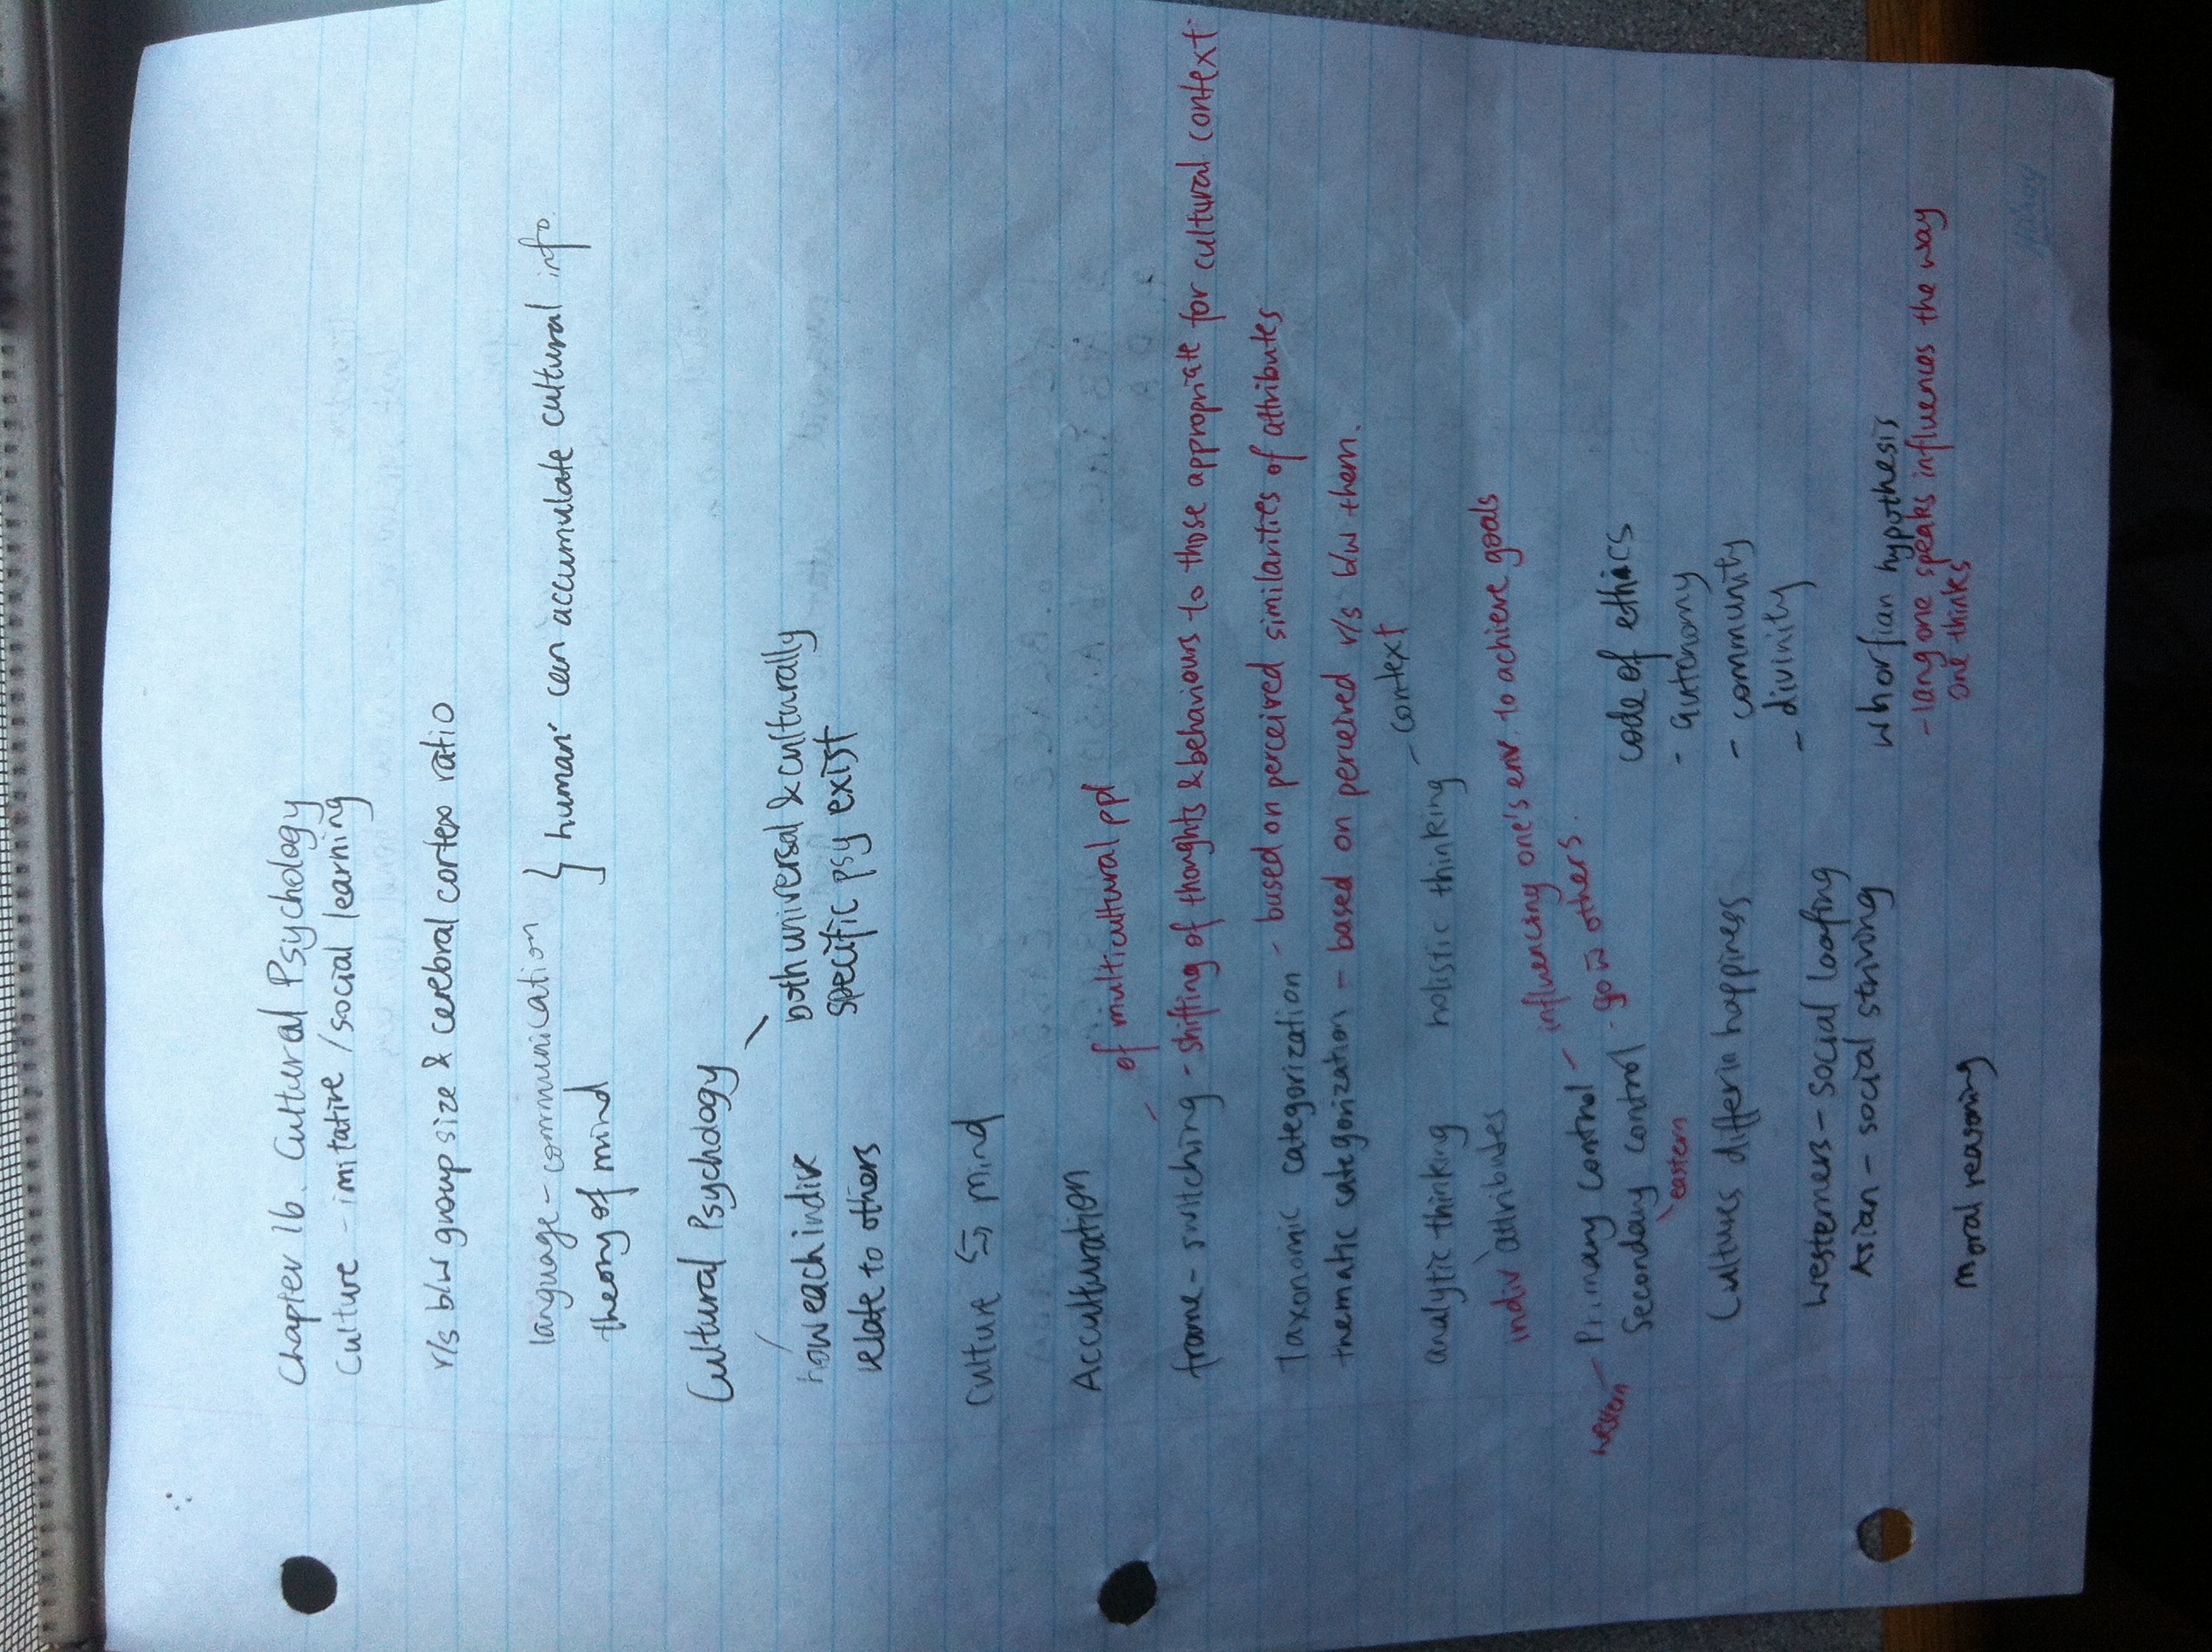 Chapter 16. Cultural Psychology
Culture - imitative / social learning
r/s b/w group size & cerebral cortex ratio
language - communication } human can accumulate cultural info
theory of mind
Cultural Psychology
how each indiv both universal & culturally
relate to others specific psy exist
Culture ⇆ mind
Acculturation
- of multicultural ppl
frame - switching - shifting of thoughts & behaviours to those appropriate for cultural context
Taxonomic categorization - based on perceived similarities of attributes
thematic categorization - based on perceived r/s b/w them.
analytic thinking holistic thinking - context
indiv attributes
western - Primary control - influencing one's env. to achieve goals
Seconday control - go w̄ others.
eastern
code of ethics
- autonomy
Cultures differ in happiness - community
- divinity
Westerners - social loafing
Asian - social striving
whorfian hypothesis
- lang one speaks influences the way
one thinks
Moral reasoning